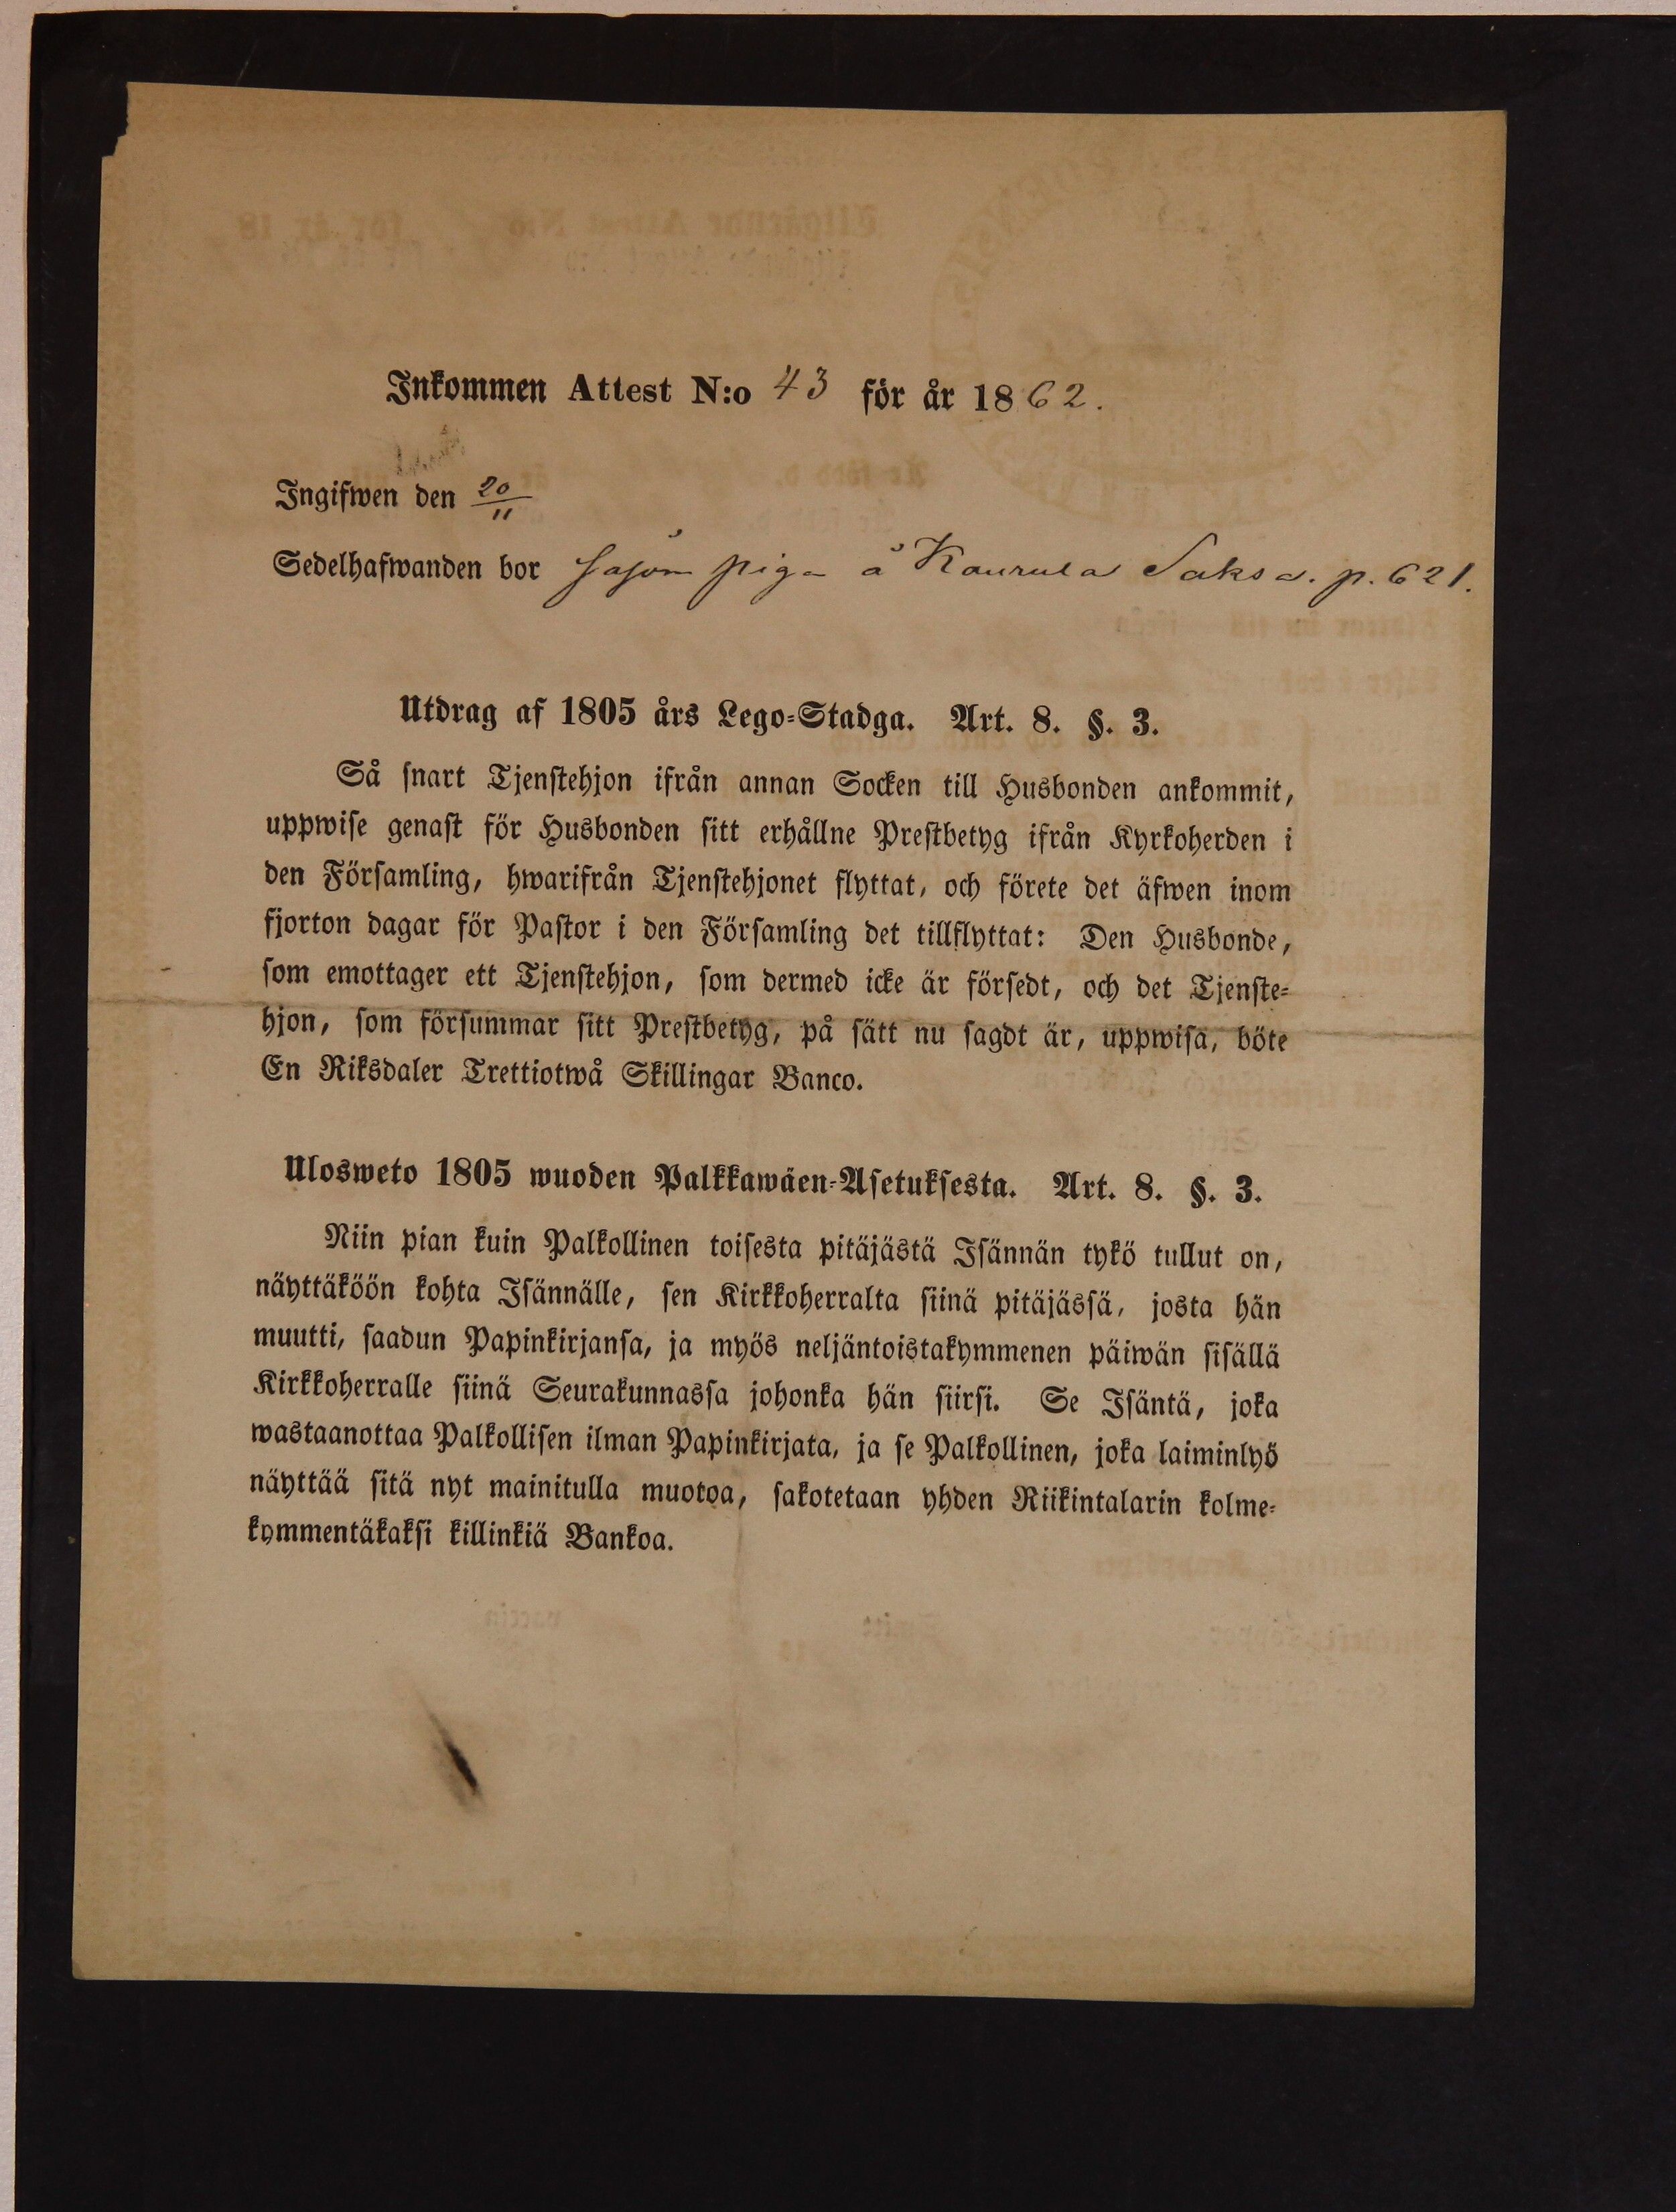 Inkommen Attest N:o 43 för år 1862.
Ingifwen den 20/11
Sedelhafwanden bor såsom piga å Kaurula Saksa. p. 621.
Utdrag af 1805 års Lego-Stadga. Art. 8. §. 3.
Så snart Tjenstehjon ifrån annan Socken till Husbonden ankommit,
uppwise genast för Husbonden sitt erhållne Prestbetyg ifrån Kyrkoherden i
den Församling, hwarifrån Tjenstehjonet flyttat, och förete det äfwen inom
fjorton dagar för Pastor i den Församling det tillflyttat: Den Husbonde,
som emottager ett Tjenstehjon, som dermed icke är försedt, och det Tjenste-
hjon, som försummar sitt Prestbetyg, på sätt nu sagdt är, uppwisa, böte
En Riksdaler Trettiotwå Skillingar Banco.
Ulosweto 1805 wuoden Palkkawäen-Asetuksesta. Art. 8. §. 3.
Niin pian kuin Palkollinen toisesta pitäjästä Isännän tykö tullut on,
näyttäköön kohta Isännälle, sen Kirkkoherralta siinä pitäjässä, josta hän
muutti, saadun Papinkirjansa, ja myös neljäntoistakymmenen päiwän sisällä
Kirkkoherralle siinä Seurakunnassa johonka hän siirsi. Se Isäntä, joka
wastaanottaa Palkollisen ilman Papinkirjata, ja se Palkollinen, joka laiminlyö
näyttää sitä nyt mainitulla muotoa, sakotetaan yhden Riikintalarin kolme-
kymmentäkaksi killinkiä Bankoa.